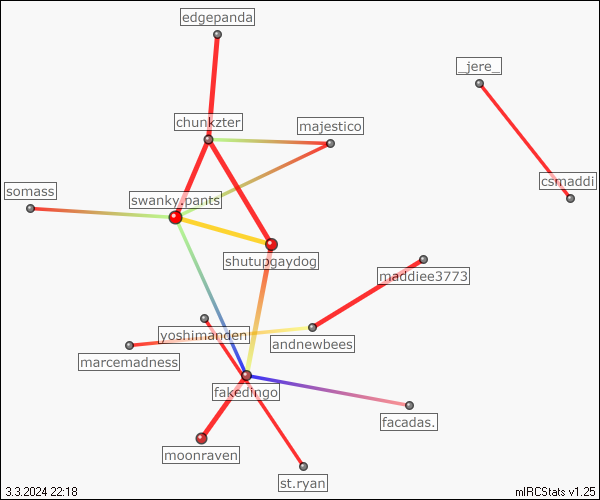 edgepanda
_jere_
chunkzter
majestico
csmaddi
somass
swanky.pants
shutupgaydog
maddiee3773
yoshimanden
andnewbees
marcemadness
fakedingo
facadas.
moonraven
st.ryan
3.3.2024 22:18
mIRCStats v1.25